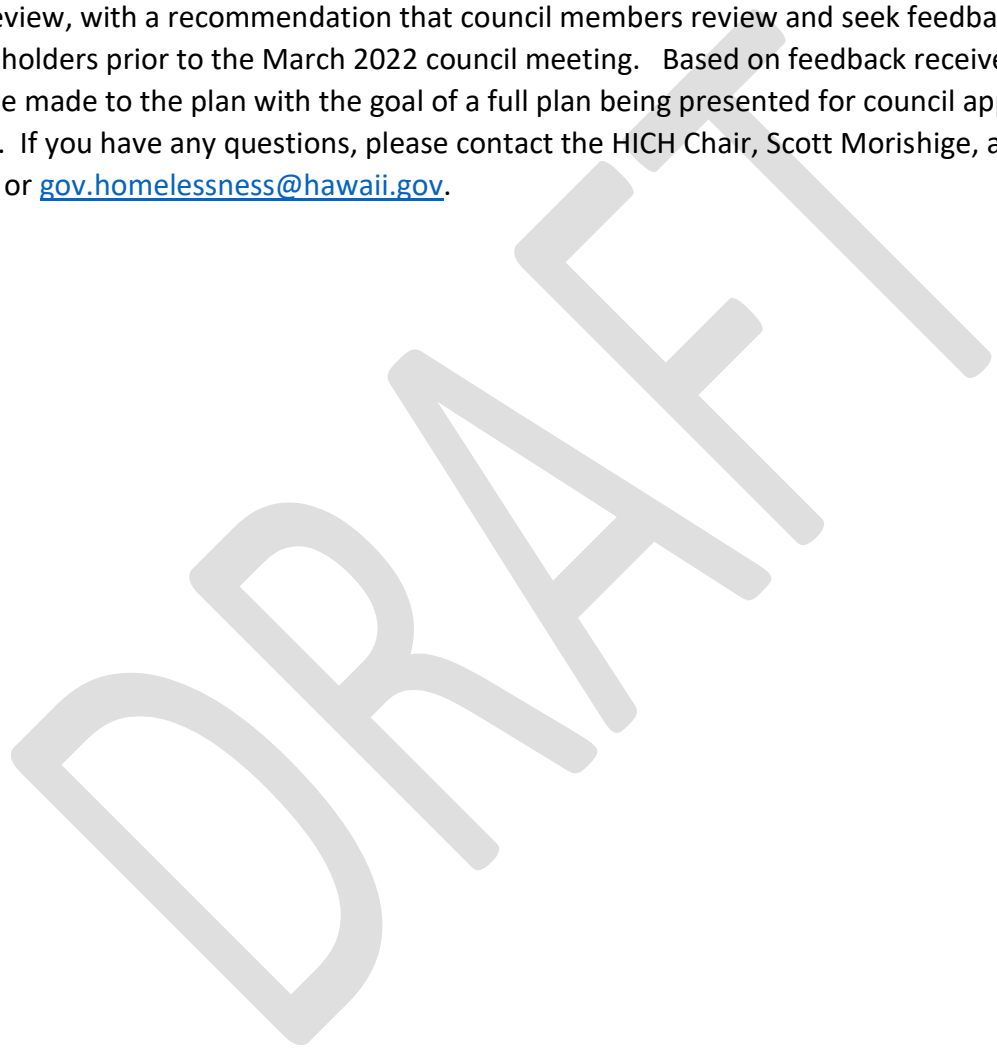 eview, with a recommendation that council members review and seek feedba
holders prior to the March 2022 council meeting. Based on feedback receive
e made to the plan with the goal of a full plan being presented for council ap
. If you have any questions, please contact the HICH Chair, Scott Morishige, a
or gov.homelessness@hawaii.gov.
DRAFT